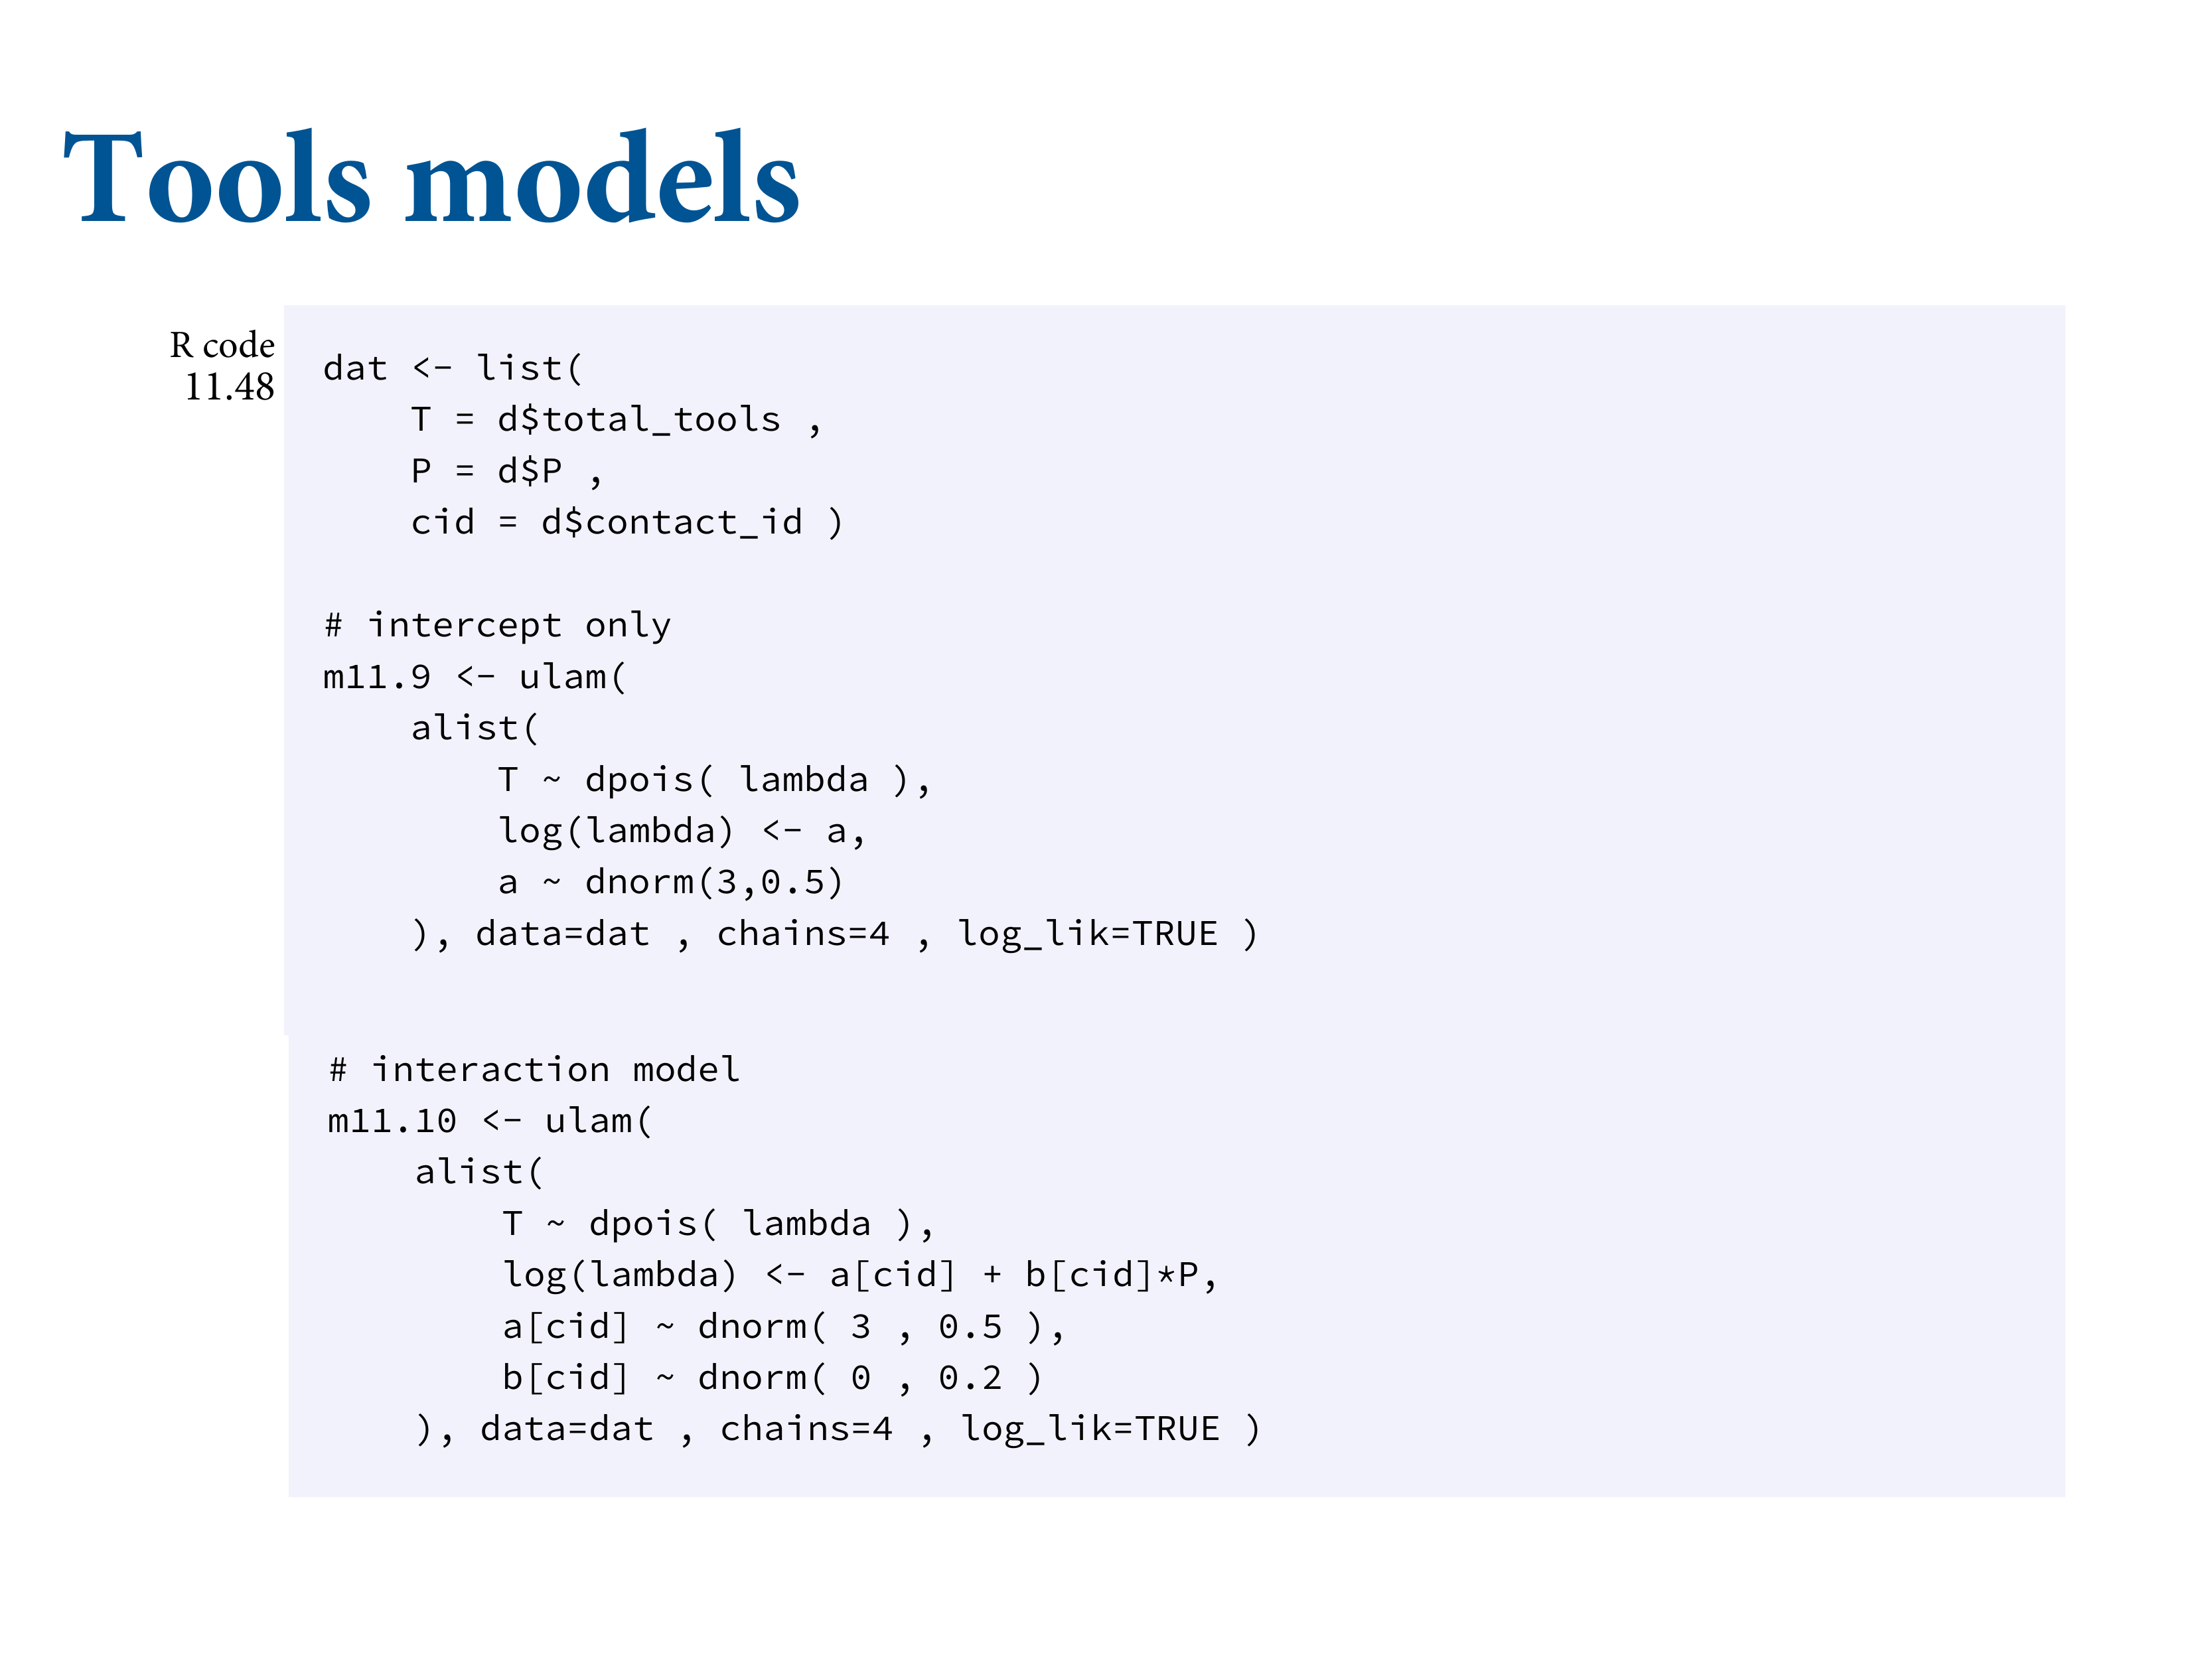 Tools models
R code
11.48
dat <- list(
    T = d$total_tools ,
    P = d$P ,
    cid = d$contact_id )
# intercept only
m11.9 <- ulam(
    alist(
        T ~ dpois( lambda ),
        log(lambda) <- a,
        a ~ dnorm(3,0.5)
    ), data=dat , chains=4 , log_lik=TRUE )
# interaction model
m11.10 <- ulam(
    alist(
        T ~ dpois( lambda ),
        log(lambda) <- a[cid] + b[cid]*P,
        a[cid] ~ dnorm( 3 , 0.5 ),
        b[cid] ~ dnorm( 0 , 0.2 )
    ), data=dat , chains=4 , log_lik=TRUE )